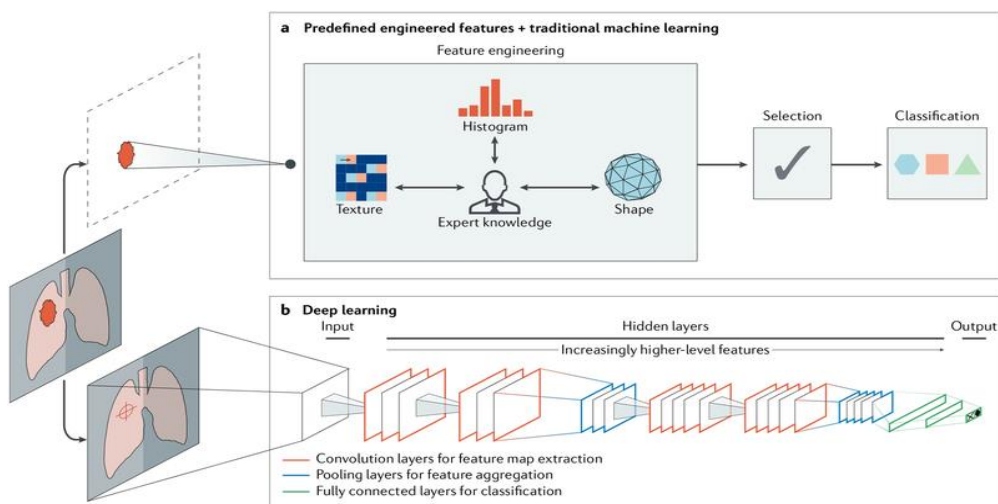 a Predefined engineered features + traditional machine learning
Feature engineering
Histogram
Texture
Expert knowledge
Shape
Selection
Classification
b Deep learning
Input
Hidden layers
Output
Increasingly higher-level features
Convolution layers for feature map extraction
Pooling layers for feature aggregation
Fully connected layers for classification